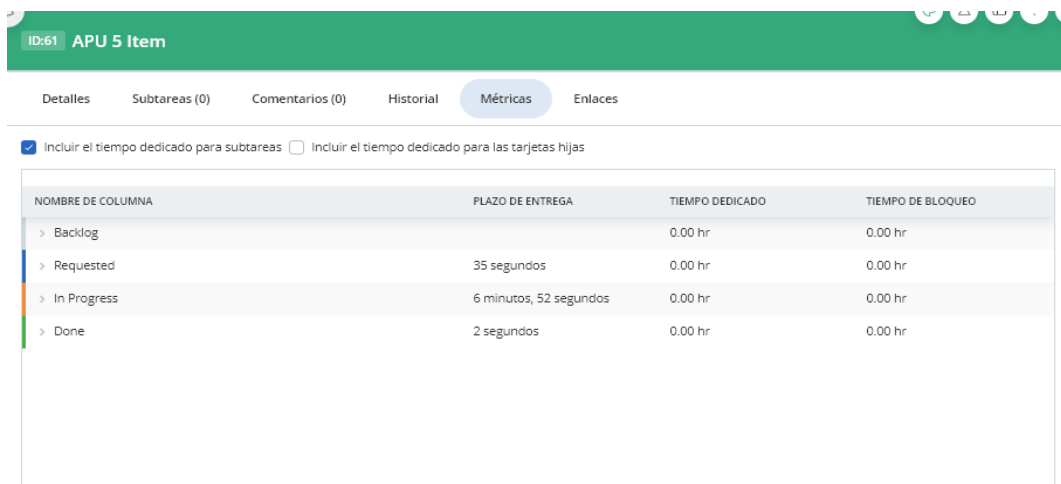 ID:61 APU 5 Item
Detalles Subtareas (0) Comentarios (0) Historial Métricas Enlaces
Incluir el tiempo dedicado para subtareas Incluir el tiempo dedicado para las tarjetas hijas
NOMBRE DE COLUMNA PLAZO DE ENTREGA TIEMPO DEDICADO TIEMPO DE BLOQUEO
Backlog 0.00 hr 0.00 hr
Requested 35 segundos 0.00 hr 0.00 hr
In Progress 6 minutos, 52 segundos 0.00 hr 0.00 hr
Done 2 segundos 0.00 hr 0.00 hr